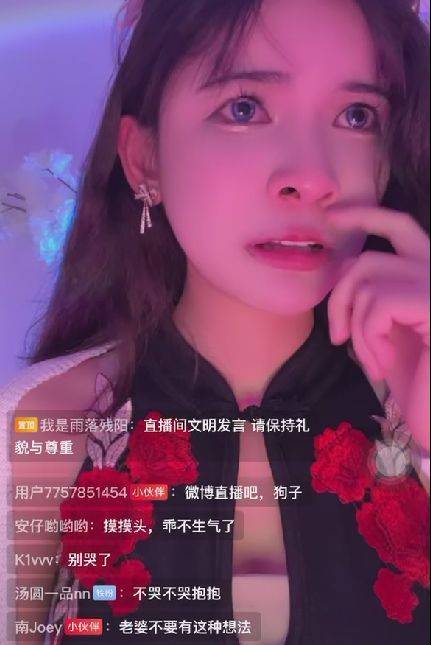 置顶 我是雨落残阳：直播间文明发言 请保持礼
貌与尊重
用户7757851454 小伙伴：微博直播吧，狗子
安仔哟哟哟：摸摸头，乖不生气了
K1vvv：别哭了
汤圆一品nn 铁粉：不哭不哭抱抱
南Joey 小伙伴：老婆不要有这种想法